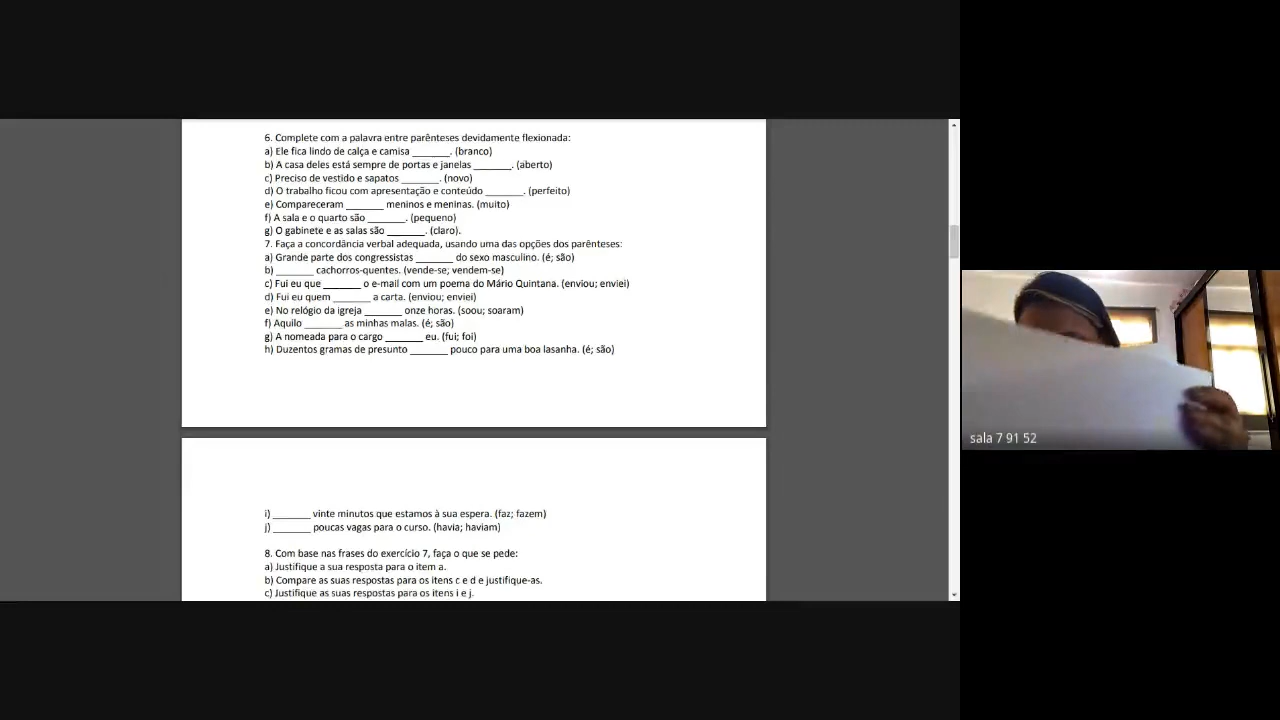 6. Complete com a palavra entre parênteses devidamente flexionada:
a) Ele fica lindo de calça e camisa _______. (branco)
b) A casa deles está sempre de portas e janelas _______. (aberto)
c) Preciso de vestido e sapatos _______. (novo)
d) O trabalho ficou com apresentação e conteúdo _______. (perfeito)
e) Compareceram _______ meninos e meninas. (muito)
f) A sala e o quarto são _______. (pequeno)
g) O gabinete e as salas são _______. (claro).
7. Faça a concordância verbal adequada, usando uma das opções dos parênteses:
a) Grande parte dos congressistas _______ do sexo masculino. (é; são)
b) _______ cachorros-quentes. (vende-se; vendem-se)
c) Fui eu que _______ o e-mail com um poema do Mário Quintana. (enviou; enviei)
d) Fui eu quem _______ a carta. (enviou; enviei)
e) No relógio da igreja _______ onze horas. (soou; soaram)
f) Aquilo _______ as minhas malas. (é; são)
g) A nomeada para o cargo _______ eu. (fui; foi)
h) Duzentos gramas de presunto _______ pouco para uma boa lasanha. (é; são)
i) _______ vinte minutos que estamos à sua espera. (faz; fazem)
j) _______ poucas vagas para o curso. (havia; haviam)
8. Com base nas frases do exercício 7, faça o que se pede:
a) Justifique a sua resposta para o item a.
b) Compare as suas respostas para os itens c e d e justifique-as.
c) Justifique as suas respostas para os itens i e j.
sala 7 91 52